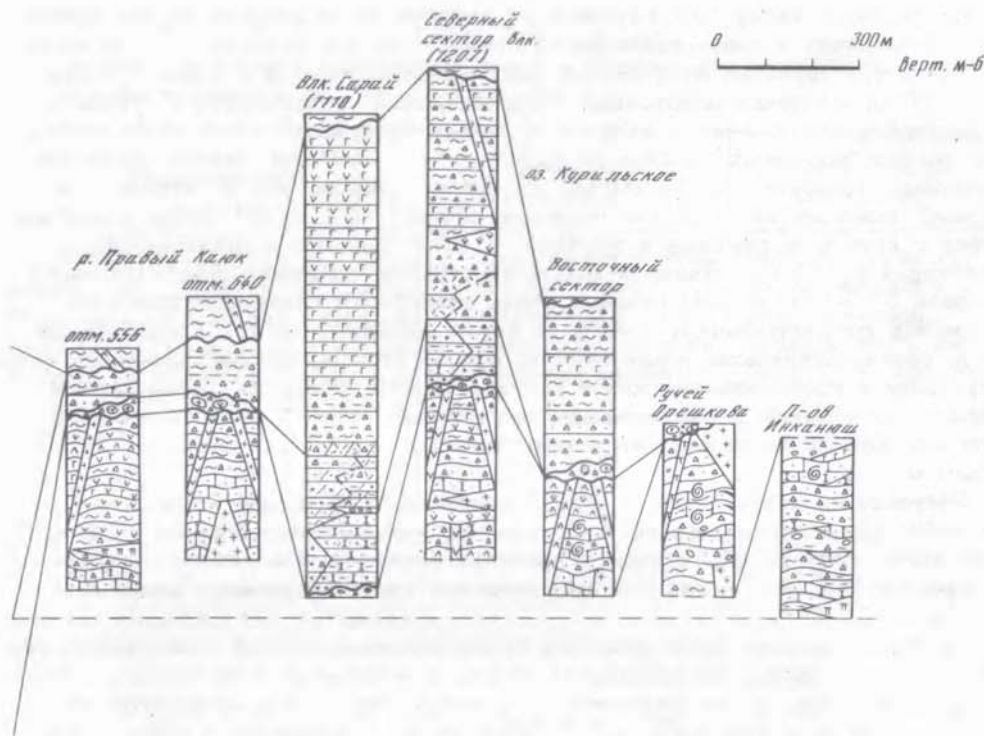 Северный
сектор влк.
(1207)
0 300м
Верт. м-б
Влк. Сарай
(1110)
оз. Курильское
р. Правый Каюк
отм. 640
Восточный
сектор
отм. 556
Ручей
Орешкова
П-ов
Инканюш